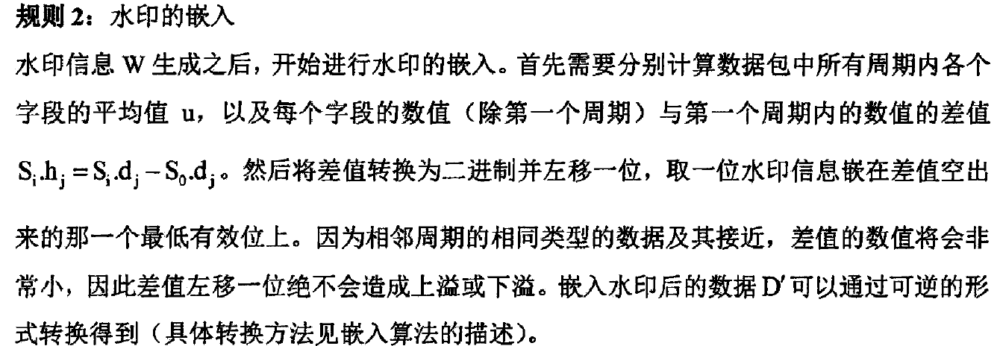 规则 2：水印的嵌入
水印信息 W 生成之后，开始进行水印的嵌入。首先需要分别计算数据包中所有周期内各个
字段的平均值 u，以及每个字段的数值（除第一个周期）与第一个周期内的数值的差值
Sᵢ.hⱼ = Sᵢ.dⱼ − S₀.dⱼ。然后将差值转换为二进制并左移一位，取一位水印信息嵌在差值空出
来的那一个最低有效位上。因为相邻周期的相同类型的数据及其接近，差值的数值将会非
常小，因此差值左移一位绝不会造成上溢或下溢。嵌入水印后的数据 D′ 可以通过可逆的形
式转换得到（具体转换方法见嵌入算法的描述）。